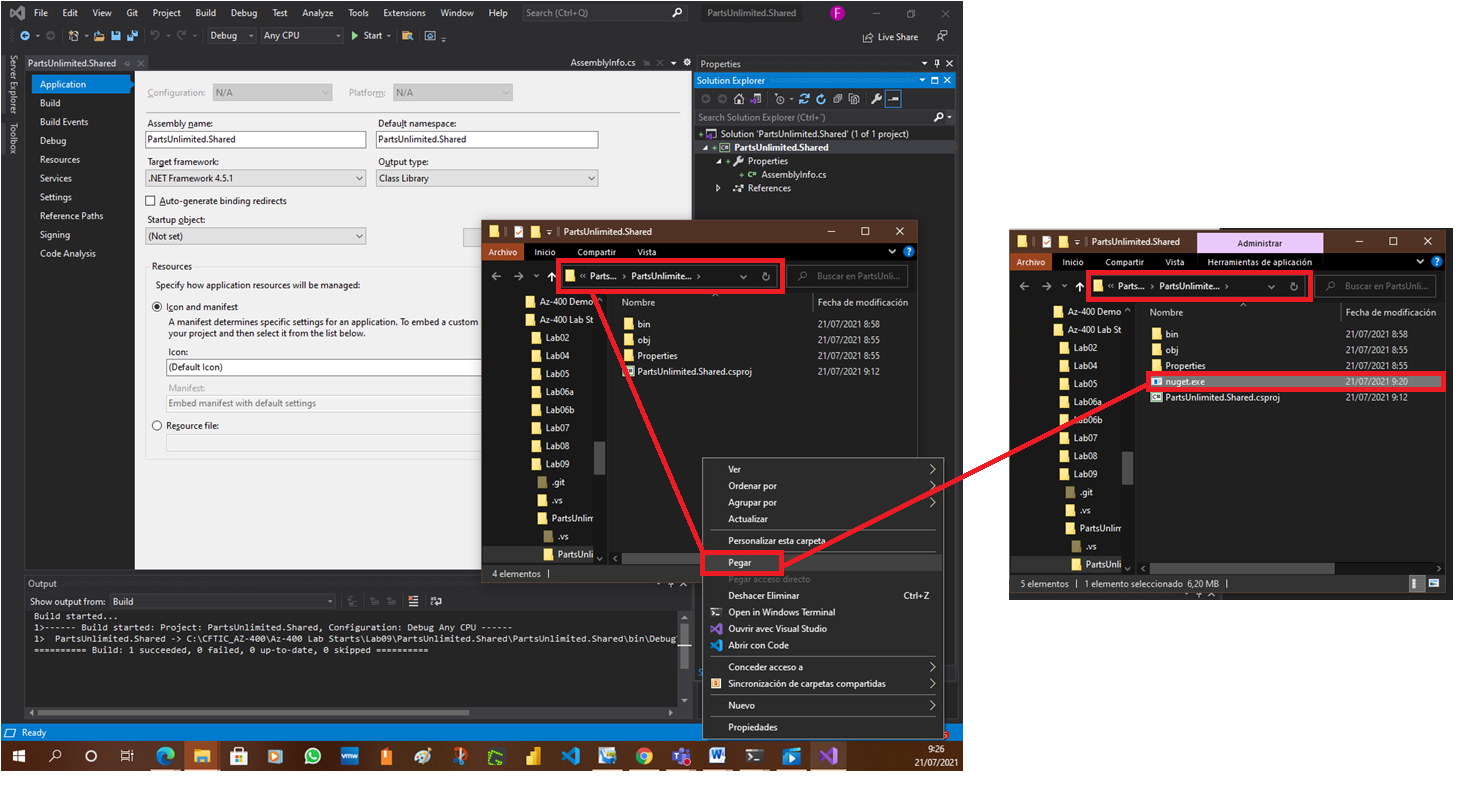 File Edit View Git Project Build Debug Test Analyze Tools Extensions Window Help Search (Ctrl+Q) PartsUnlimited.Shared F
Debug Any CPU Start Live Share
Server Explorer
Toolbox
PartsUnlimited.Shared AssemblyInfo.cs
Application
Build
Build Events
Debug
Resources
Services
Settings
Reference Paths
Signing
Code Analysis
Configuration: N/A Platform: N/A
Assembly name: Default namespace:
PartsUnlimited.Shared PartsUnlimited.Shared
Target framework: Output type:
.NET Framework 4.5.1 Class Library
Auto-generate binding redirects
Startup object:
(Not set)
Resources
Specify how application resources will be managed:
Icon and manifest
A manifest determines specific settings for an application. To embed a custom
your project and then select it from the list below.
Icon:
(Default Icon)
Manifest:
Embed manifest with default settings
Resource file:
Properties
Solution Explorer
Search Solution Explorer (Ctrl+´)
Solution 'PartsUnlimited.Shared' (1 of 1 project)
PartsUnlimited.Shared
Properties
AssemblyInfo.cs
References
PartsUnlimited.Shared
Archivo Inicio Compartir Vista
« Parts... › PartsUnlimite... › Buscar en PartsUnli...
Nombre Fecha de modificación
Az-400 Demo
Az-400 Lab St
Lab02
Lab04
Lab05
Lab06a
Lab06b
Lab07
Lab08
Lab09
.git
.vs
PartsUnlim
.vs
PartsUnli
bin 21/07/2021 8:58
obj 21/07/2021 8:55
Properties 21/07/2021 8:55
PartsUnlimited.Shared.csproj 21/07/2021 9:12
4 elementos
Ver
Ordenar por
Agrupar por
Actualizar
Personalizar esta carpeta...
Pegar
Pegar acceso directo
Deshacer Eliminar Ctrl+Z
Open in Windows Terminal
Ouvrir avec Visual Studio
Abrir con Code
Conceder acceso a
Sincronización de carpetas compartidas
Nuevo
Propiedades
Output
Show output from: Build
Build started...
1>------ Build started: Project: PartsUnlimited.Shared, Configuration: Debug Any CPU ------
1> PartsUnlimited.Shared -> C:\CFTIC_AZ-400\Az-400 Lab Starts\Lab09\PartsUnlimited.Shared\PartsUnlimited.Shared\bin\Debug
========== Build: 1 succeeded, 0 failed, 0 up-to-date, 0 skipped ==========
Ready
vmw
9:26
21/07/2021
PartsUnlimited.Shared Administrar
Archivo Inicio Compartir Vista Herramientas de aplicación
« Parts... › PartsUnlimite... › Buscar en PartsUnli...
Nombre Fecha de modificación
Az-400 Demo
Az-400 Lab St
Lab02
Lab04
Lab05
Lab06a
Lab06b
Lab07
Lab08
Lab09
.git
.vs
PartsUnlim
.vs
PartsUnli
bin 21/07/2021 8:58
obj 21/07/2021 8:55
Properties 21/07/2021 8:55
nuget.exe 21/07/2021 9:20
PartsUnlimited.Shared.csproj 21/07/2021 9:12
5 elementos 1 elemento seleccionado 6,20 MB